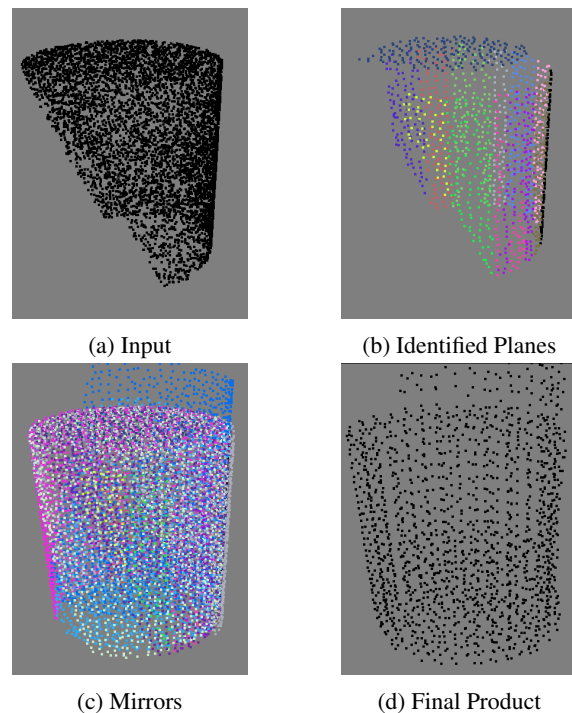 (a) Input
(b) Identified Planes
(c) Mirrors
(d) Final Product